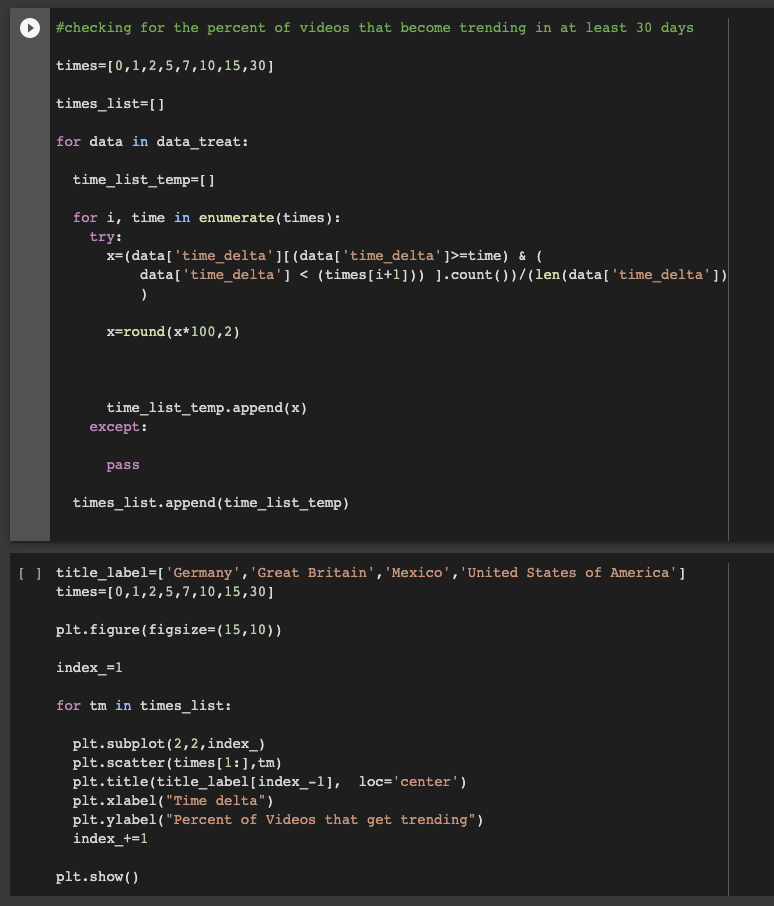 #checking for the percent of videos that become trending in at least 30 days
times=[0,1,2,5,7,10,15,30]
times_list=[]
for data in data_treat:
  time_list_temp=[]
  for i, time in enumerate(times):
    try:
      x=(data['time_delta'][(data['time_delta']>=time) & (
          data['time_delta'] < (times[i+1])) ].count())/(len(data['time_delta'])
          )
      x=round(x*100,2)
      time_list_temp.append(x)
    except:
      pass
  times_list.append(time_list_temp)
[ ] title_label=['Germany','Great Britain','Mexico','United States of America']
times=[0,1,2,5,7,10,15,30]
plt.figure(figsize=(15,10))
index_=1
for tm in times_list:
  plt.subplot(2,2,index_)
  plt.scatter(times[1:],tm)
  plt.title(title_label[index_-1],  loc='center')
  plt.xlabel("Time delta")
  plt.ylabel("Percent of Videos that get trending")
  index_+=1
plt.show()